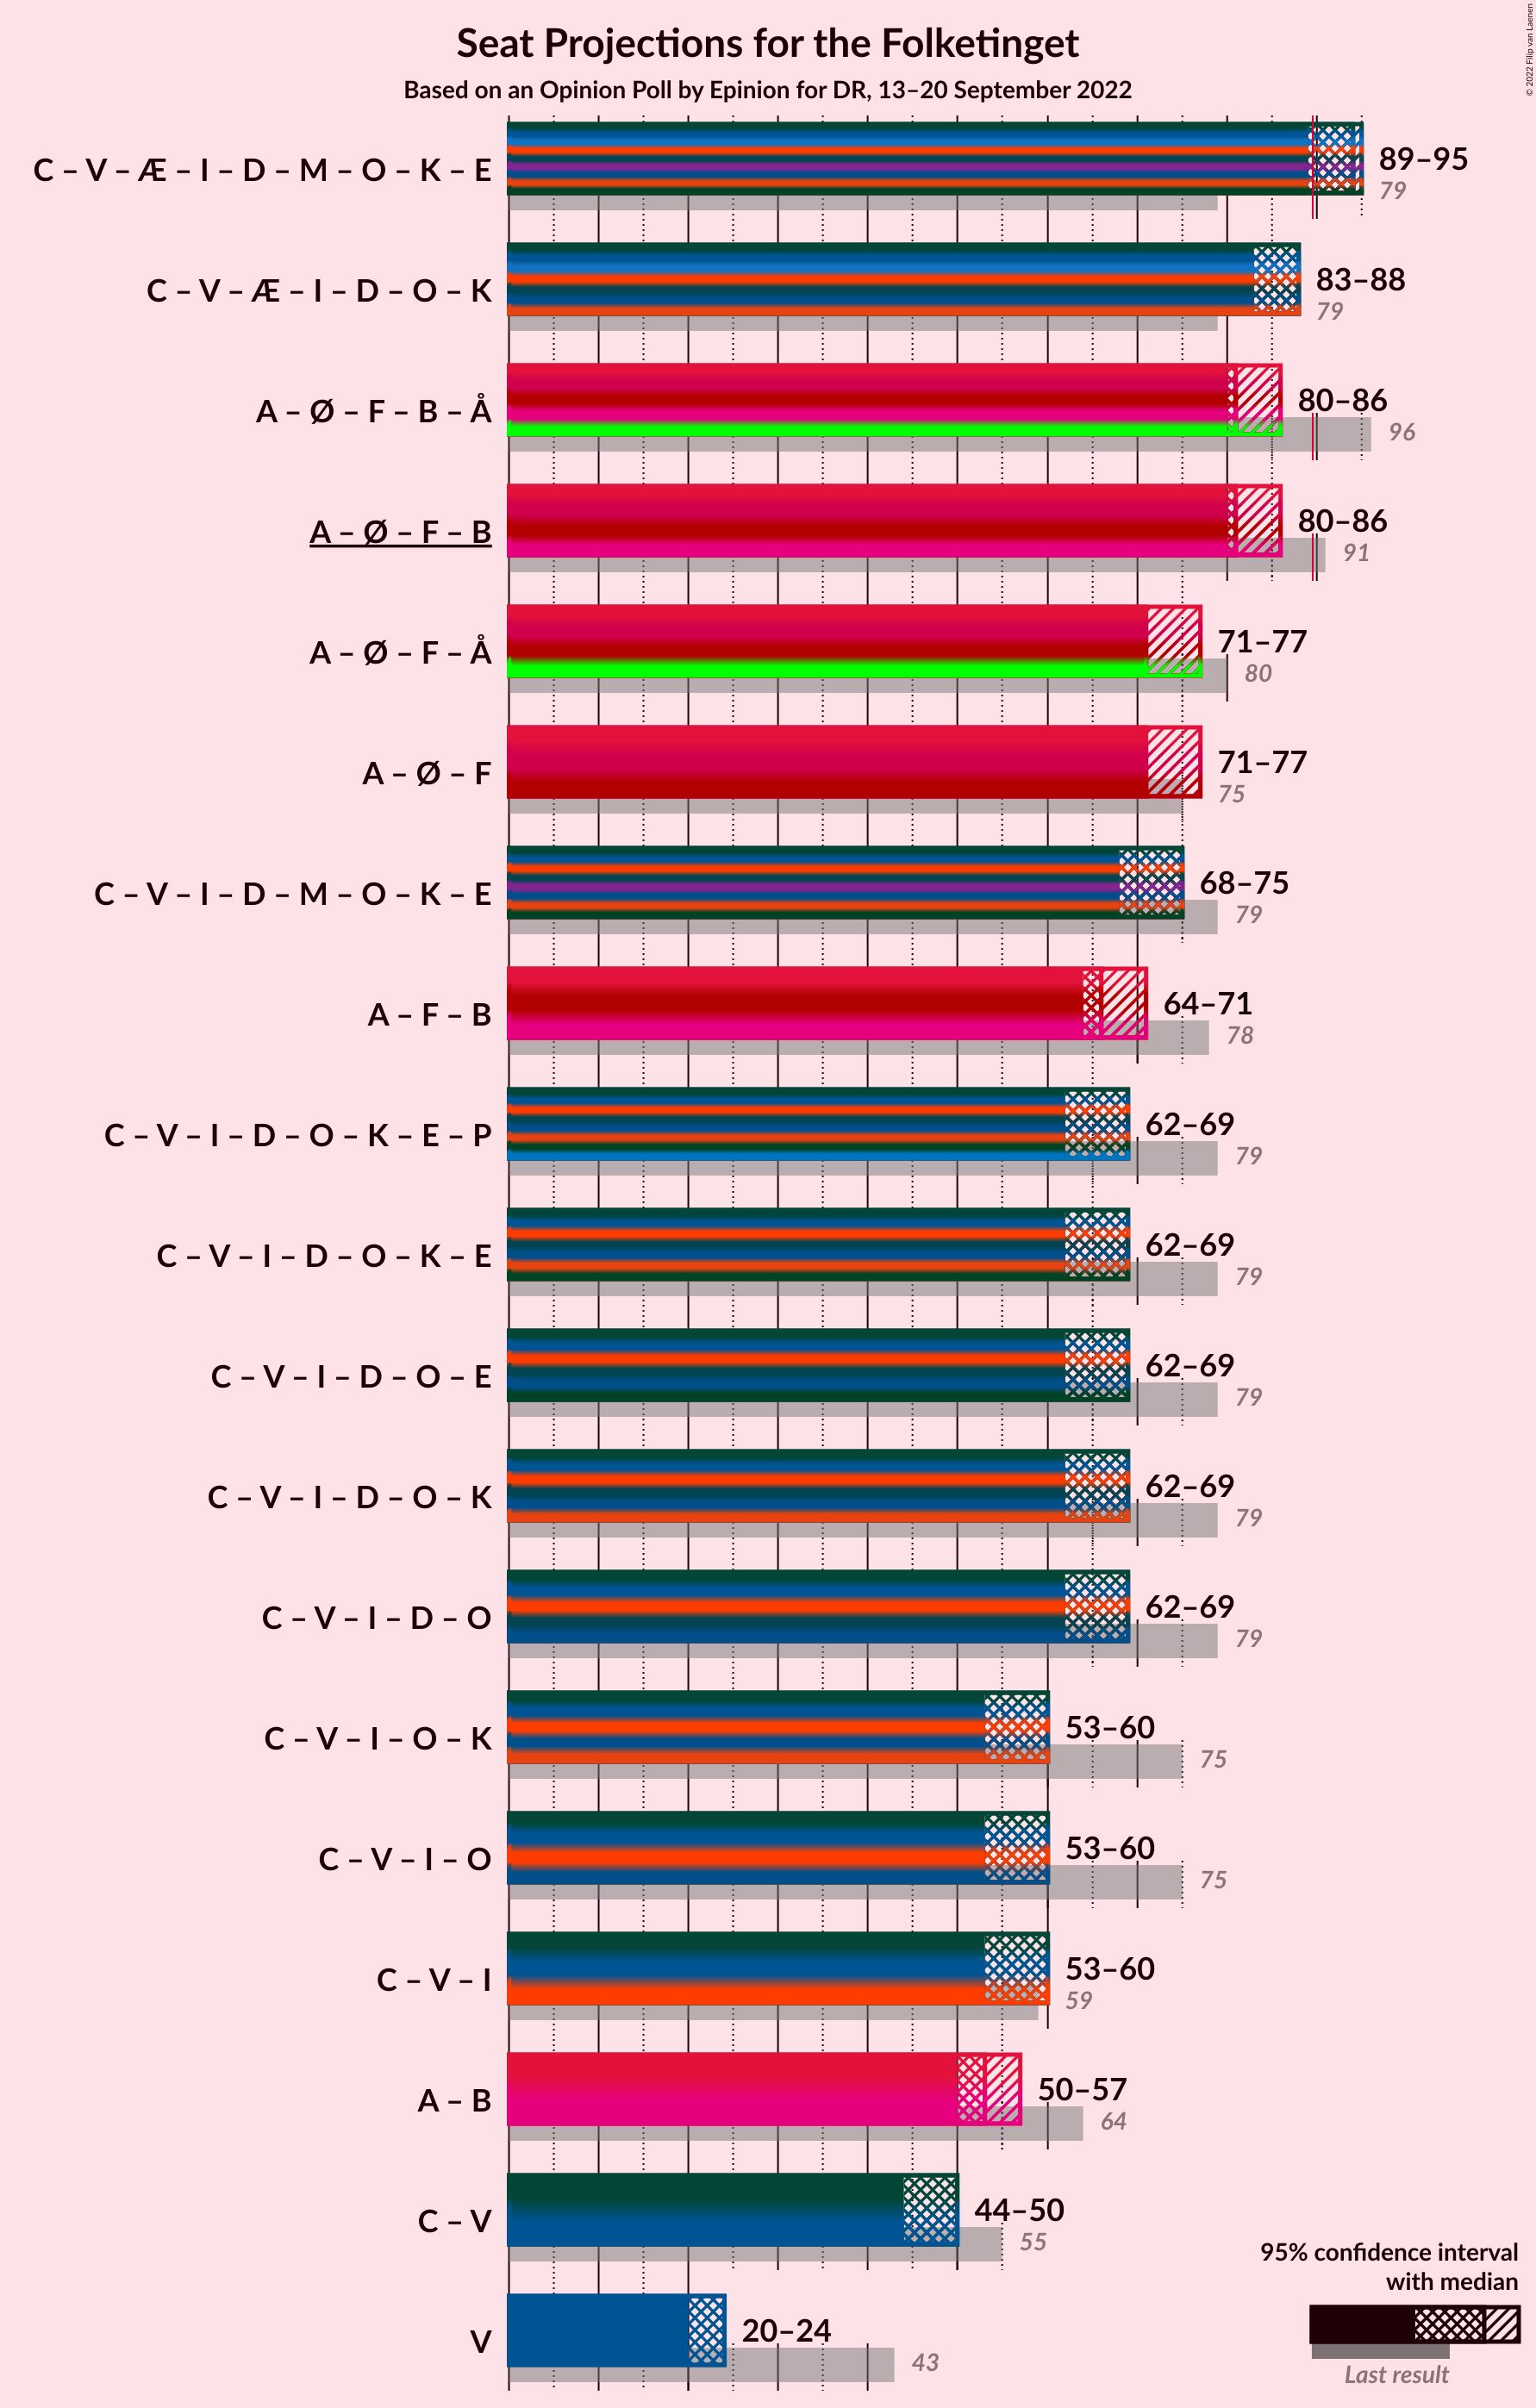 Seat Projections for the Folketinget
Based on an Opinion Poll by Epinion for DR, 13–20 September 2022
© 2022 Filip van Laenen
C – V – Æ – I – D – M – O – K – E
89–95
79
C – V – Æ – I – D – O – K
83–88
79
A – Ø – F – B – Å
80–86
96
A – Ø – F – B
80–86
91
A – Ø – F – Å
71–77
80
A – Ø – F
71–77
75
C – V – I – D – M – O – K – E
68–75
79
A – F – B
64–71
78
C – V – I – D – O – K – E – P
62–69
79
C – V – I – D – O – K – E
62–69
79
C – V – I – D – O – E
62–69
79
C – V – I – D – O – K
62–69
79
C – V – I – D – O
62–69
79
C – V – I – O – K
53–60
75
C – V – I – O
53–60
75
C – V – I
53–60
59
A – B
50–57
64
C – V
44–50
55
V
20–24
43
95% confidence interval
with median
Last result